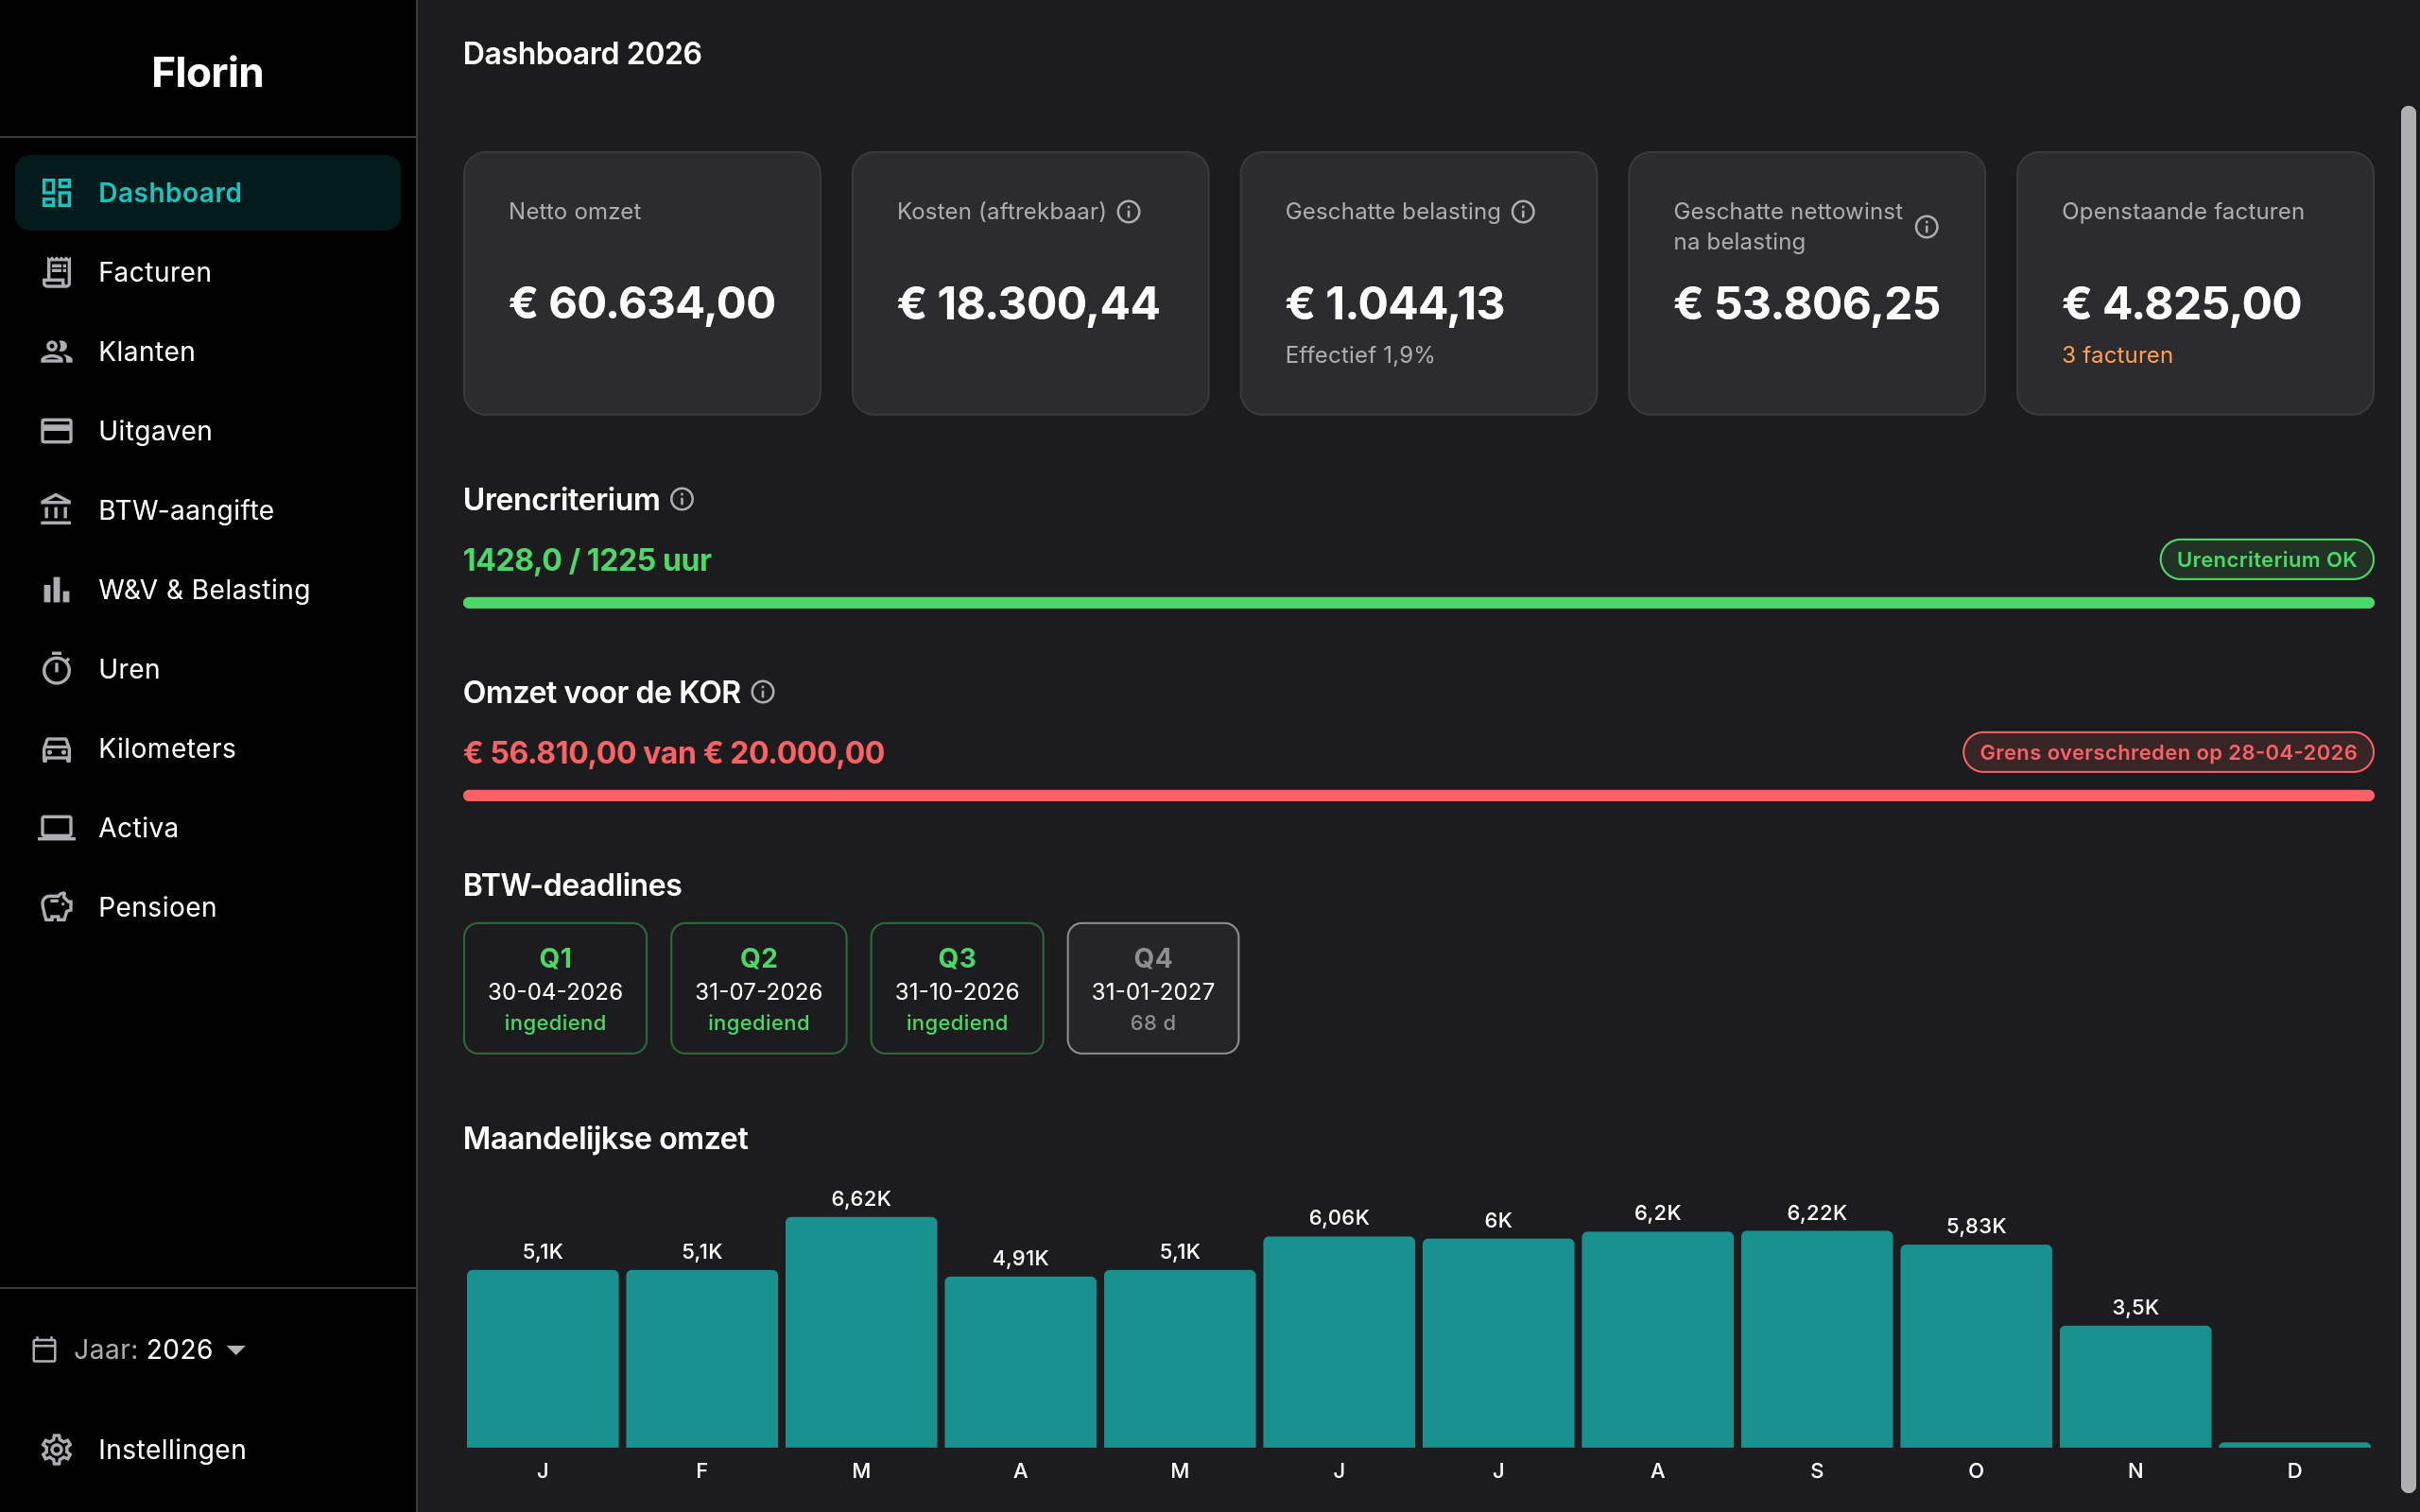 Florin
Dashboard
Facturen
Klanten
Uitgaven
BTW-aangifte
W&V & Belasting
Uren
Kilometers
Activa
Pensioen
Jaar: 2026
Instellingen
Dashboard 2026
Netto omzet
€ 60.634,00
Kosten (aftrekbaar)
€ 18.300,44
Geschatte belasting
€ 1.044,13
Effectief 1,9%
Geschatte nettowinst
na belasting
€ 53.806,25
Openstaande facturen
€ 4.825,00
3 facturen
Urencriterium
1428,0 / 1225 uur
Urencriterium OK
Omzet voor de KOR
€ 56.810,00 van € 20.000,00
Grens overschreden op 28-04-2026
BTW-deadlines
Q1
30-04-2026
ingediend
Q2
31-07-2026
ingediend
Q3
31-10-2026
ingediend
Q4
31-01-2027
68 d
Maandelijkse omzet
5,1K 5,1K 6,62K 4,91K 5,1K 6,06K 6K 6,2K 6,22K 5,83K 3,5K
J F M A M J J A S O N D